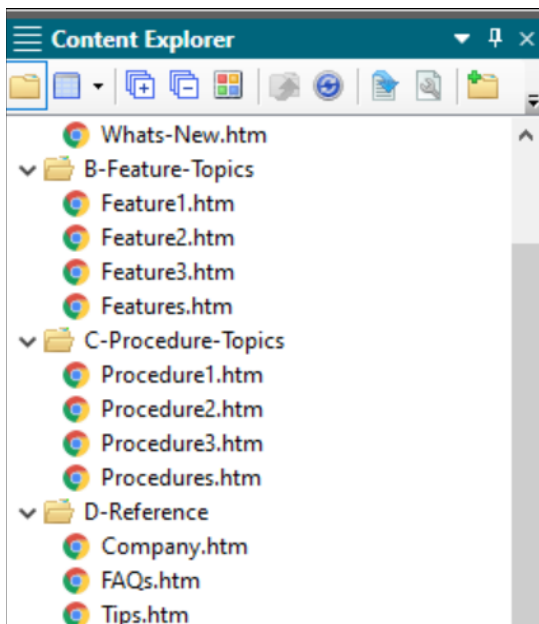 Content Explorer
Whats-New.htm
B-Feature-Topics
Feature1.htm
Feature2.htm
Feature3.htm
Features.htm
C-Procedure-Topics
Procedure1.htm
Procedure2.htm
Procedure3.htm
Procedures.htm
D-Reference
Company.htm
FAQs.htm
Tips.htm